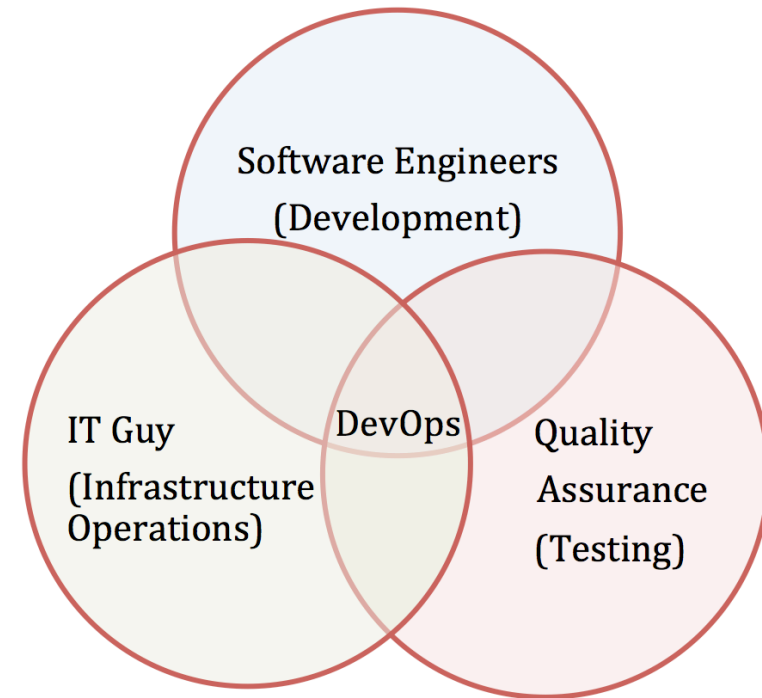 Software Engineers
(Development)
IT Guy
(Infrastructure
Operations)
DevOps
Quality
Assurance
(Testing)